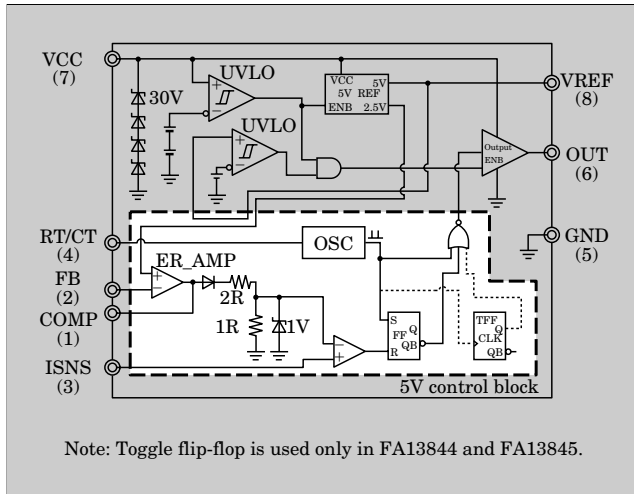 VCC
(7)
UVLO
30V
VCC
5V
5V REF
ENB
2.5V
VREF
(8)
UVLO
Output
ENB
OUT
(6)
RT/CT
(4)
OSC
GND
(5)
FB
(2)
ER_AMP
2R
COMP
(1)
1R
1V
S
FF
Q
QB
R
TFF
Q
CLK
QB
ISNS
(3)
5V control block
Note: Toggle flip-flop is used only in FA13844 and FA13845.